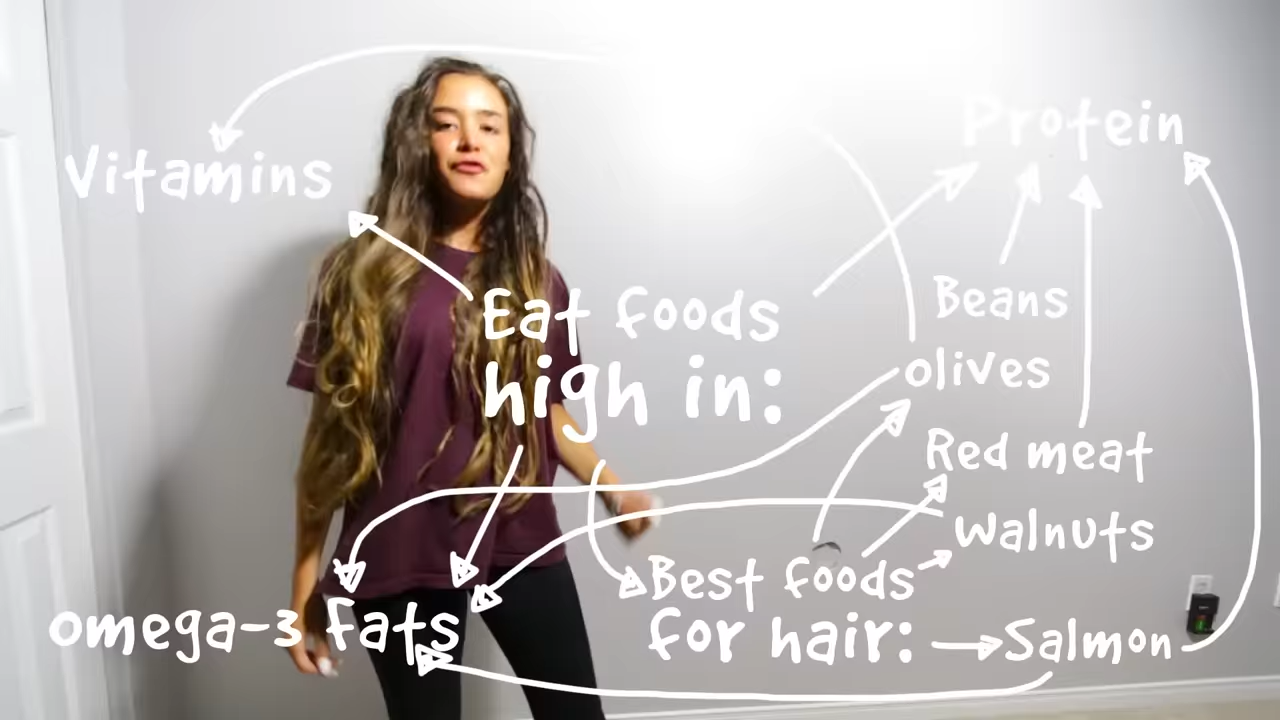 Protein
Vitamins
Eat foods
high in:
Beans
olives
Red meat
walnuts
Best foods
for hair:
Salmon
omega-3 fats